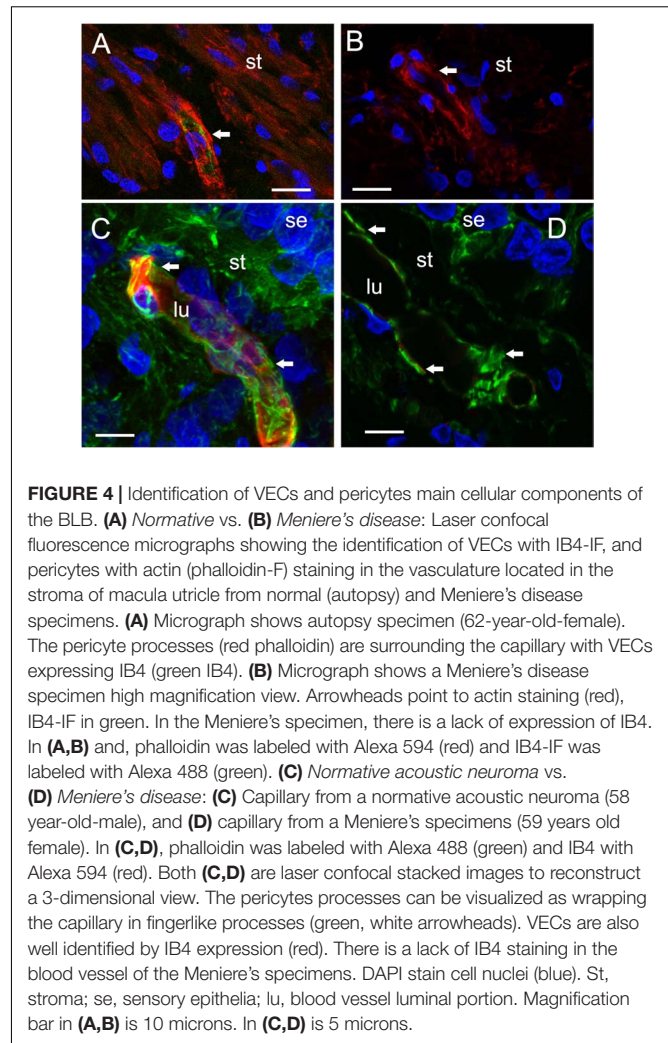 A
st
B
st
C
se
st
lu
se
D
st
lu
FIGURE 4 | Identification of VECs and pericytes main cellular components of
the BLB. (A) Normative vs. (B) Meniere's disease: Laser confocal
fluorescence micrographs showing the identification of VECs with IB4-IF, and
pericytes with actin (phalloidin-F) staining in the vasculature located in the
stroma of macula utricle from normal (autopsy) and Meniere's disease
specimens. (A) Micrograph shows autopsy specimen (62-year-old-female).
The pericyte processes (red phalloidin) are surrounding the capillary with VECs
expressing IB4 (green IB4). (B) Micrograph shows a Meniere's disease
specimen high magnification view. Arrowheads point to actin staining (red),
IB4-IF in green. In the Meniere's specimen, there is a lack of expression of IB4.
In (A,B) and, phalloidin was labeled with Alexa 594 (red) and IB4-IF was
labeled with Alexa 488 (green). (C) Normative acoustic neuroma vs.
(D) Meniere's disease: (C) Capillary from a normative acoustic neuroma (58
year-old-male), and (D) capillary from a Meniere's specimens (59 years old
female). In (C,D), phalloidin was labeled with Alexa 488 (green) and IB4 with
Alexa 594 (red). Both (C,D) are laser confocal stacked images to reconstruct
a 3-dimensional view. The pericytes processes can be visualized as wrapping
the capillary in fingerlike processes (green, white arrowheads). VECs are also
well identified by IB4 expression (red). There is a lack of IB4 staining in the
blood vessel of the Meniere's specimens. DAPI stain cell nuclei (blue). St,
stroma; se, sensory epithelia; lu, blood vessel luminal portion. Magnification
bar in (A,B) is 10 microns. In (C,D) is 5 microns.